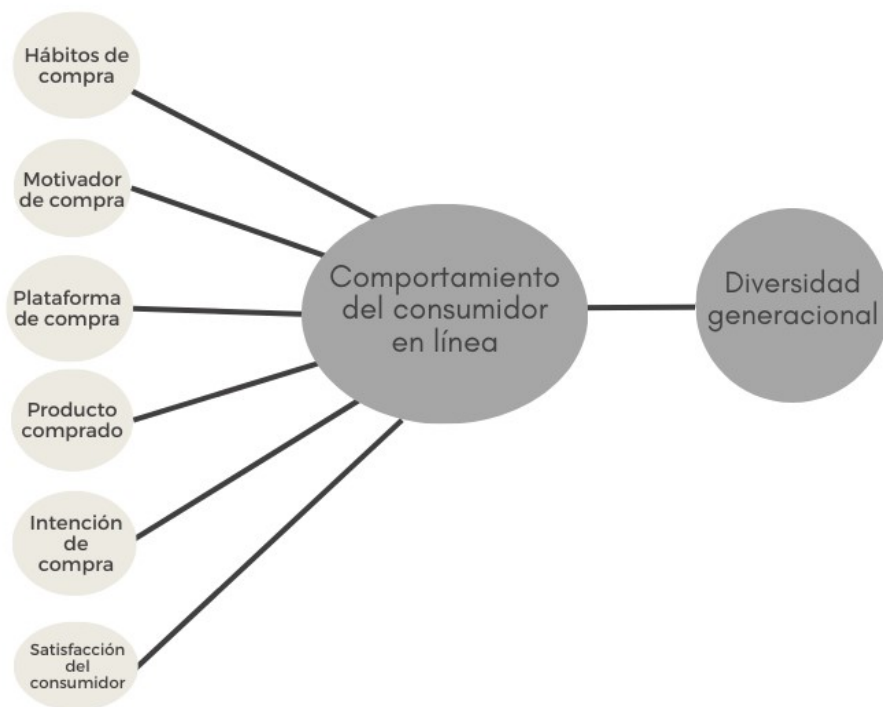 Hábitos de
compra
Motivador
de compra
Plataforma
de compra
Producto
comprado
Intención
de
compra
Satisfacción
del
consumidor
Comportamiento
del consumidor
en línea
Diversidad
generacional